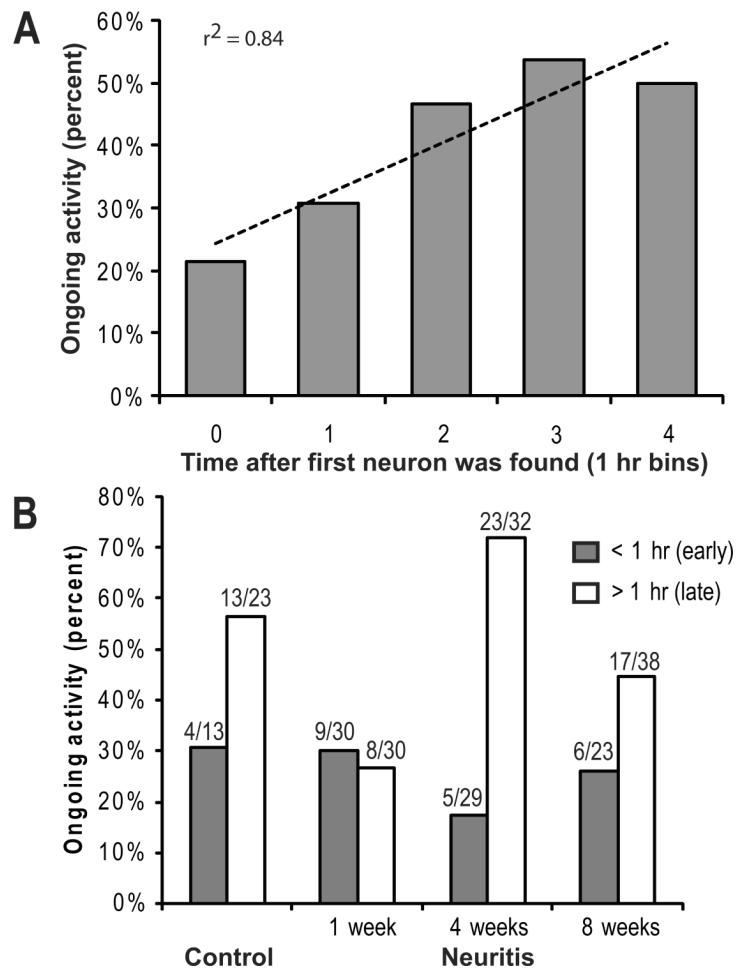 A
r² = 0.84
Ongoing activity (percent)
60%
50%
40%
30%
20%
10%
0%
0 1 2 3 4
Time after first neuron was found (1 hr bins)
B
Ongoing activity (percent)
80%
70%
60%
50%
40%
30%
20%
10%
0%
< 1 hr (early)
> 1 hr (late)
4/13
13/23
9/30
8/30
5/29
23/32
6/23
17/38
1 week 4 weeks 8 weeks
Control Neuritis